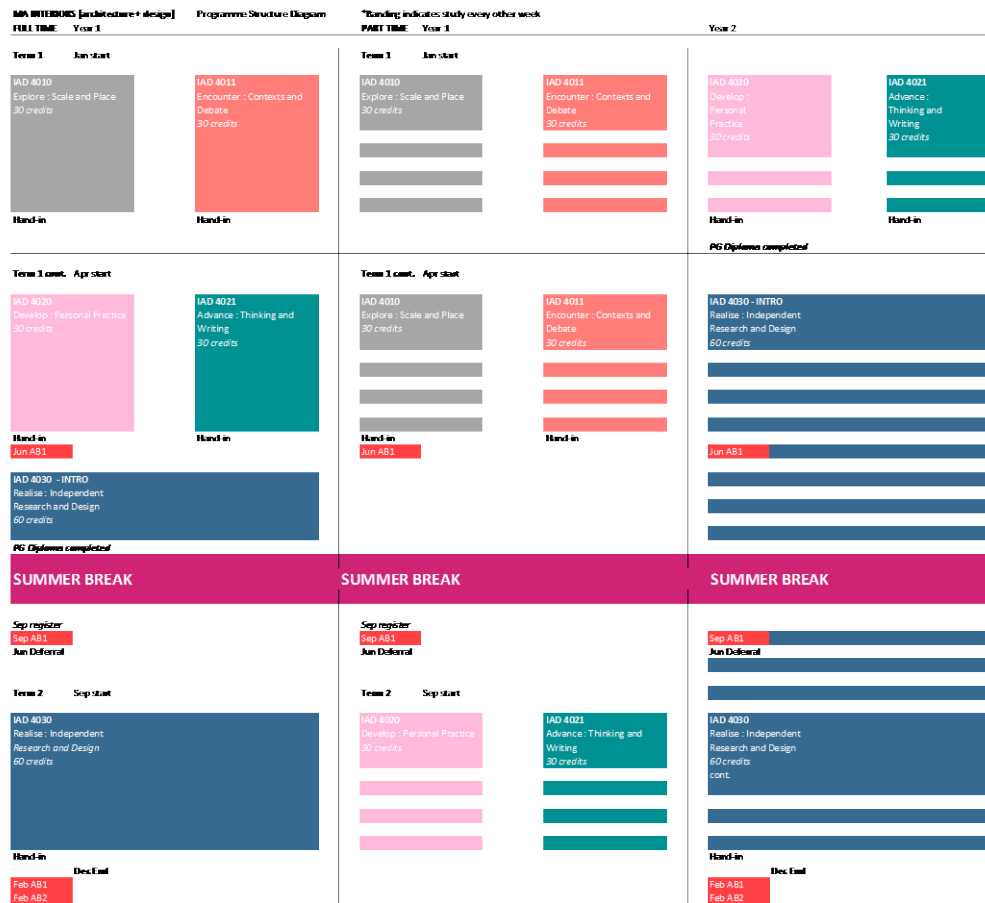 MA INTERIORS [architecture + design] Programme Structure Diagram *Banding indicates study every other week
FULL TIME Year 1 PART TIME Year 1 Year 2
Term 1 Jan start Term 1 Jan start
IAD 4010 IAD 4011 IAD 4010 IAD 4011 IAD 4020 IAD 4021
Explore : Scale and Place Encounter : Contexts and Explore : Scale and Place Encounter : Contexts and Develop : Advance :
30 credits Debate 30 credits Debate Personal Thinking and
30 credits 30 credits Practice Writing
30 credits 30 credits
Hand-in Hand-in Hand-in Hand-in
PG Diploma completed
Term 1 cont. Apr start Term 1 cont. Apr start
IAD 4020 IAD 4021 IAD 4010 IAD 4011 IAD 4030 - INTRO
Develop : Personal Practice Advance : Thinking and Explore : Scale and Place Encounter : Contexts and Realise : Independent
30 credits Writing 30 credits Debate Research and Design
30 credits 30 credits 60 credits
Hand-in Hand-in Hand-in Hand-in
Jun AB1 Jun AB1 Jun AB1
IAD 4030 - INTRO
Realise : Independent
Research and Design
60 credits
PG Diploma completed
SUMMER BREAK SUMMER BREAK SUMMER BREAK
Sep register Sep register
Sep AB1 Sep AB1 Sep AB1
Jun Deferral Jun Deferral Jun Deferral
Term 2 Sep start Term 2 Sep start
IAD 4030 IAD 4020 IAD 4021 IAD 4030
Realise : Independent Develop : Personal Practice Advance : Thinking and Realise : Independent
Research and Design 30 credits Writing Research and Design
60 credits 30 credits 60 credits
cont.
Hand-in Hand-in
Dec End Dec End
Feb AB1 Feb AB1
Feb AB2 Feb AB2